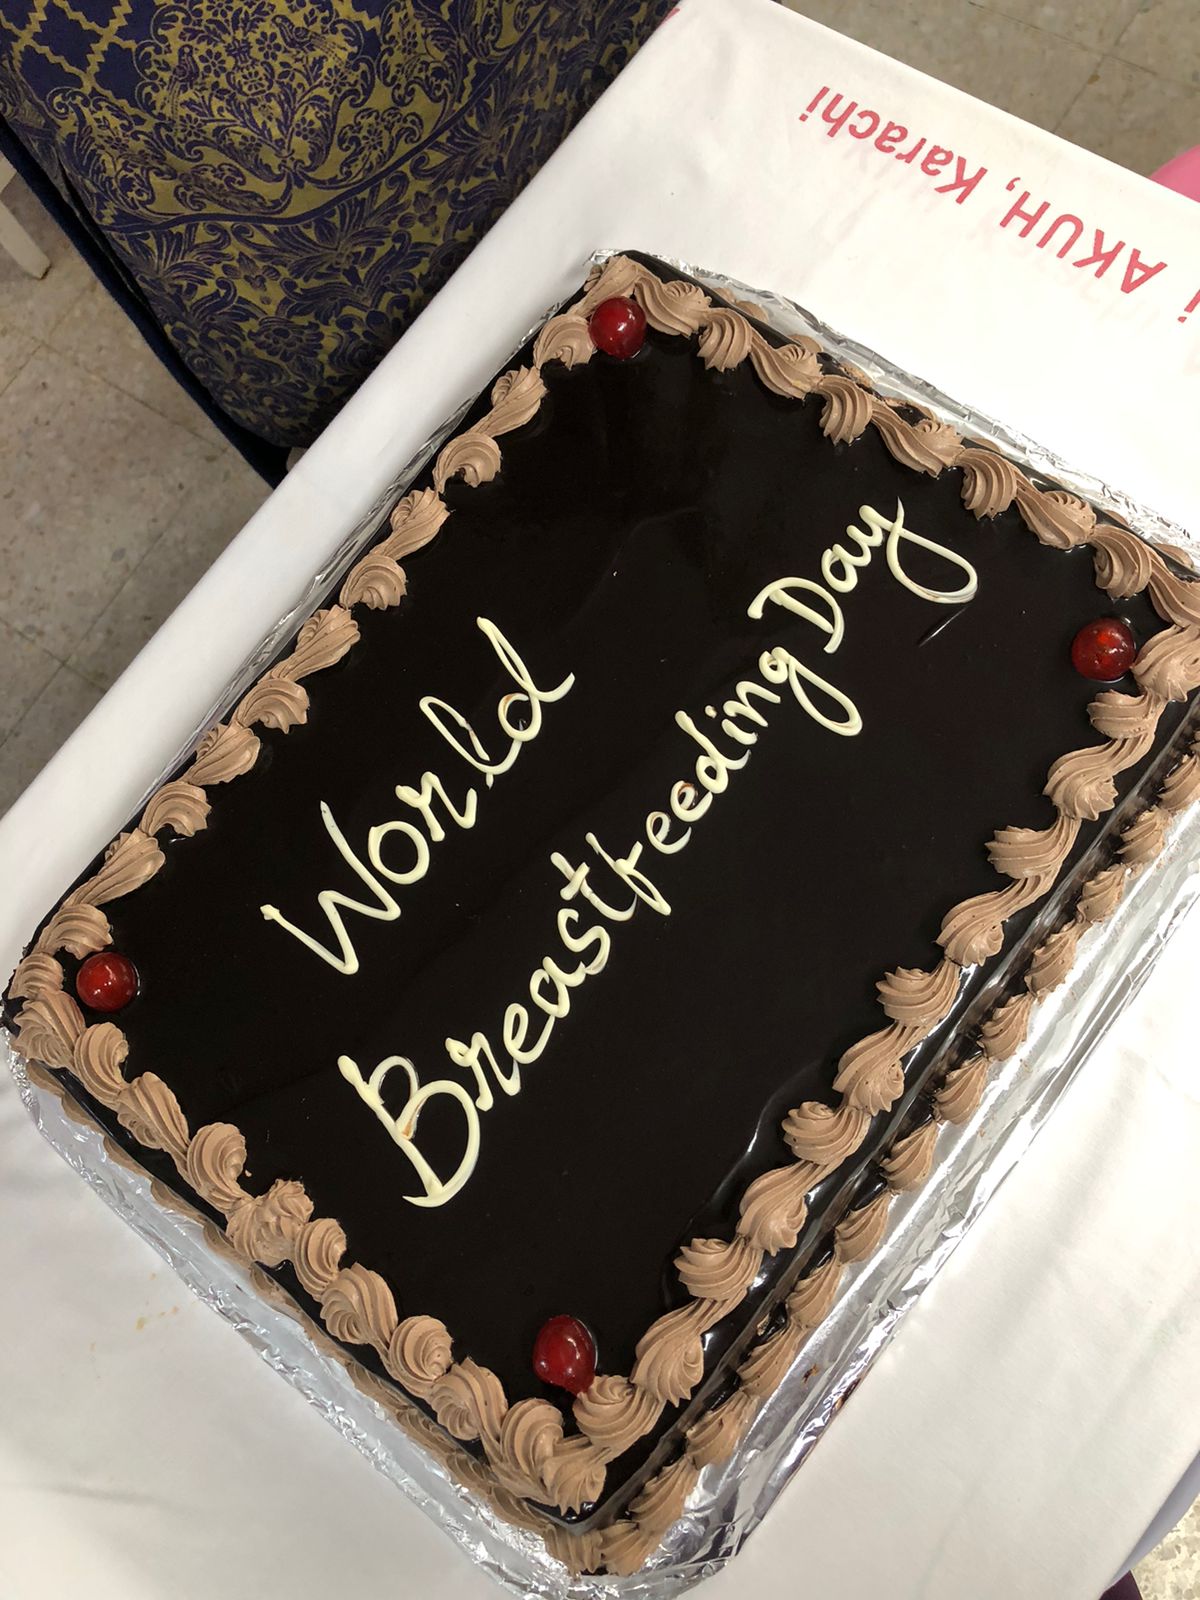 World
Breastfeeding Day
AKUH, Karachi